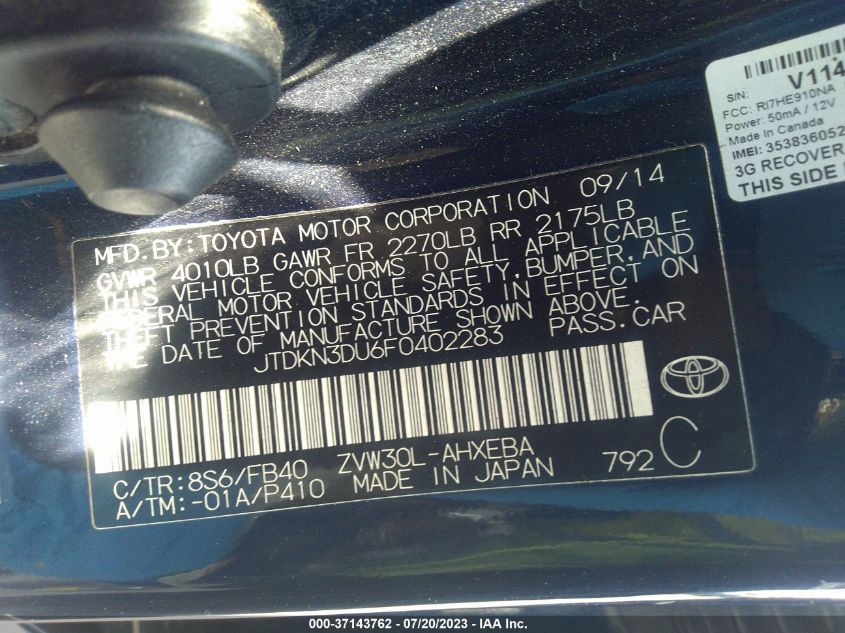 MFD.BY:TOYOTA MOTOR CORPORATION 09/14
GVWR 4010LB GAWR FR 2270LB RR 2175LB
THIS VEHICLE CONFORMS TO ALL APPLICABLE
FEDERAL MOTOR VEHICLE SAFETY,BUMPER,AND
THEFT PREVENTION STANDARDS IN EFFECT ON
THE DATE OF MANUFACTURE SHOWN ABOVE.
JTDKN3DU6F0402283 PASS.CAR
C/TR:8S6/FB40 ZVW30L-AHXEBA 792 C
A/TM:-01A/P410 MADE IN JAPAN
S/N: V114
FCC: RI7HE910NA
Power: 50mA / 12V
Made In Canada
IMEI: 353836052
3G RECOVER
THIS SIDE
000-37143762 / 07/20/2023 - IAA Inc.